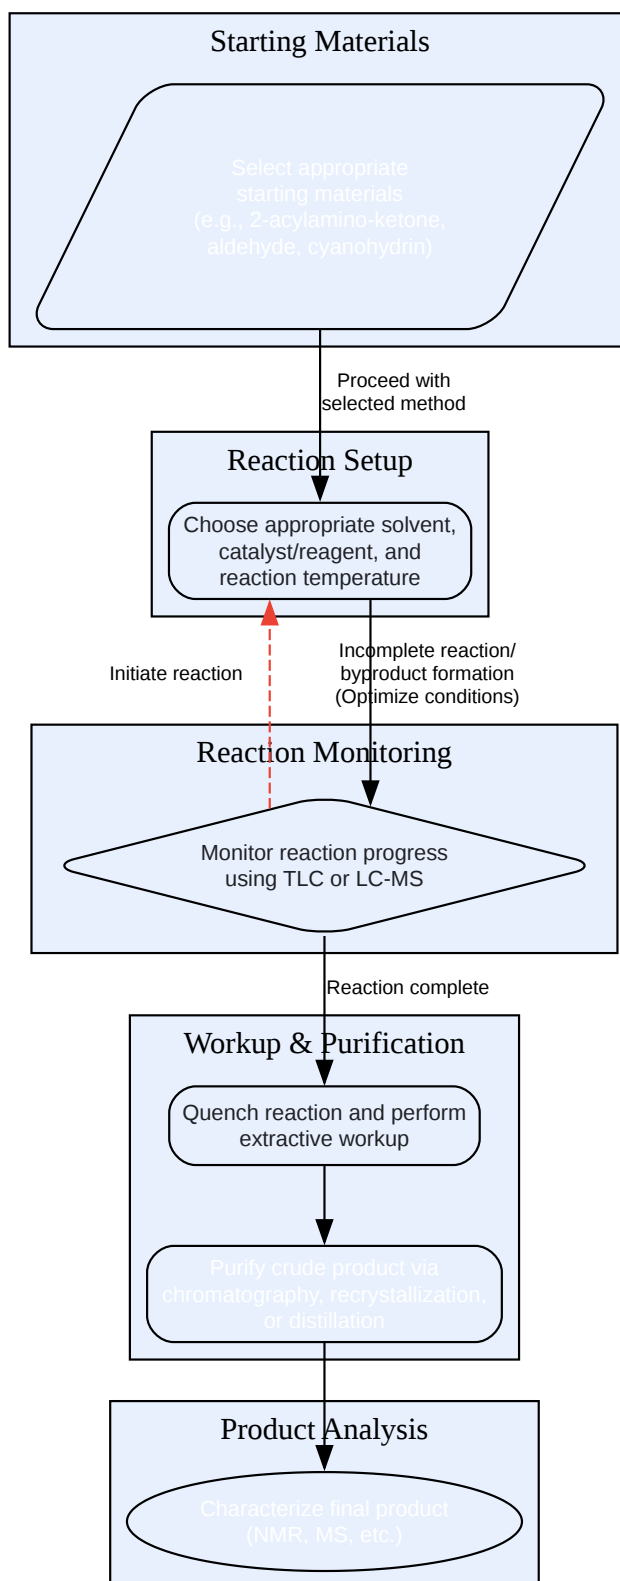 Starting Materials
Select appropriate
starting materials
(e.g., 2-acylamino-ketone,
aldehyde, cyanohydrin)
Proceed with
selected method
Reaction Setup
Choose appropriate solvent,
catalyst/reagent, and
reaction temperature
Initiate reaction
Incomplete reaction/
byproduct formation
(Optimize conditions)
Reaction Monitoring
Monitor reaction progress
using TLC or LC-MS
Reaction complete
Workup & Purification
Quench reaction and perform
extractive workup
Purify crude product via
chromatography, recrystallization,
or distillation
Product Analysis
Characterize final product
(NMR, MS, etc.)